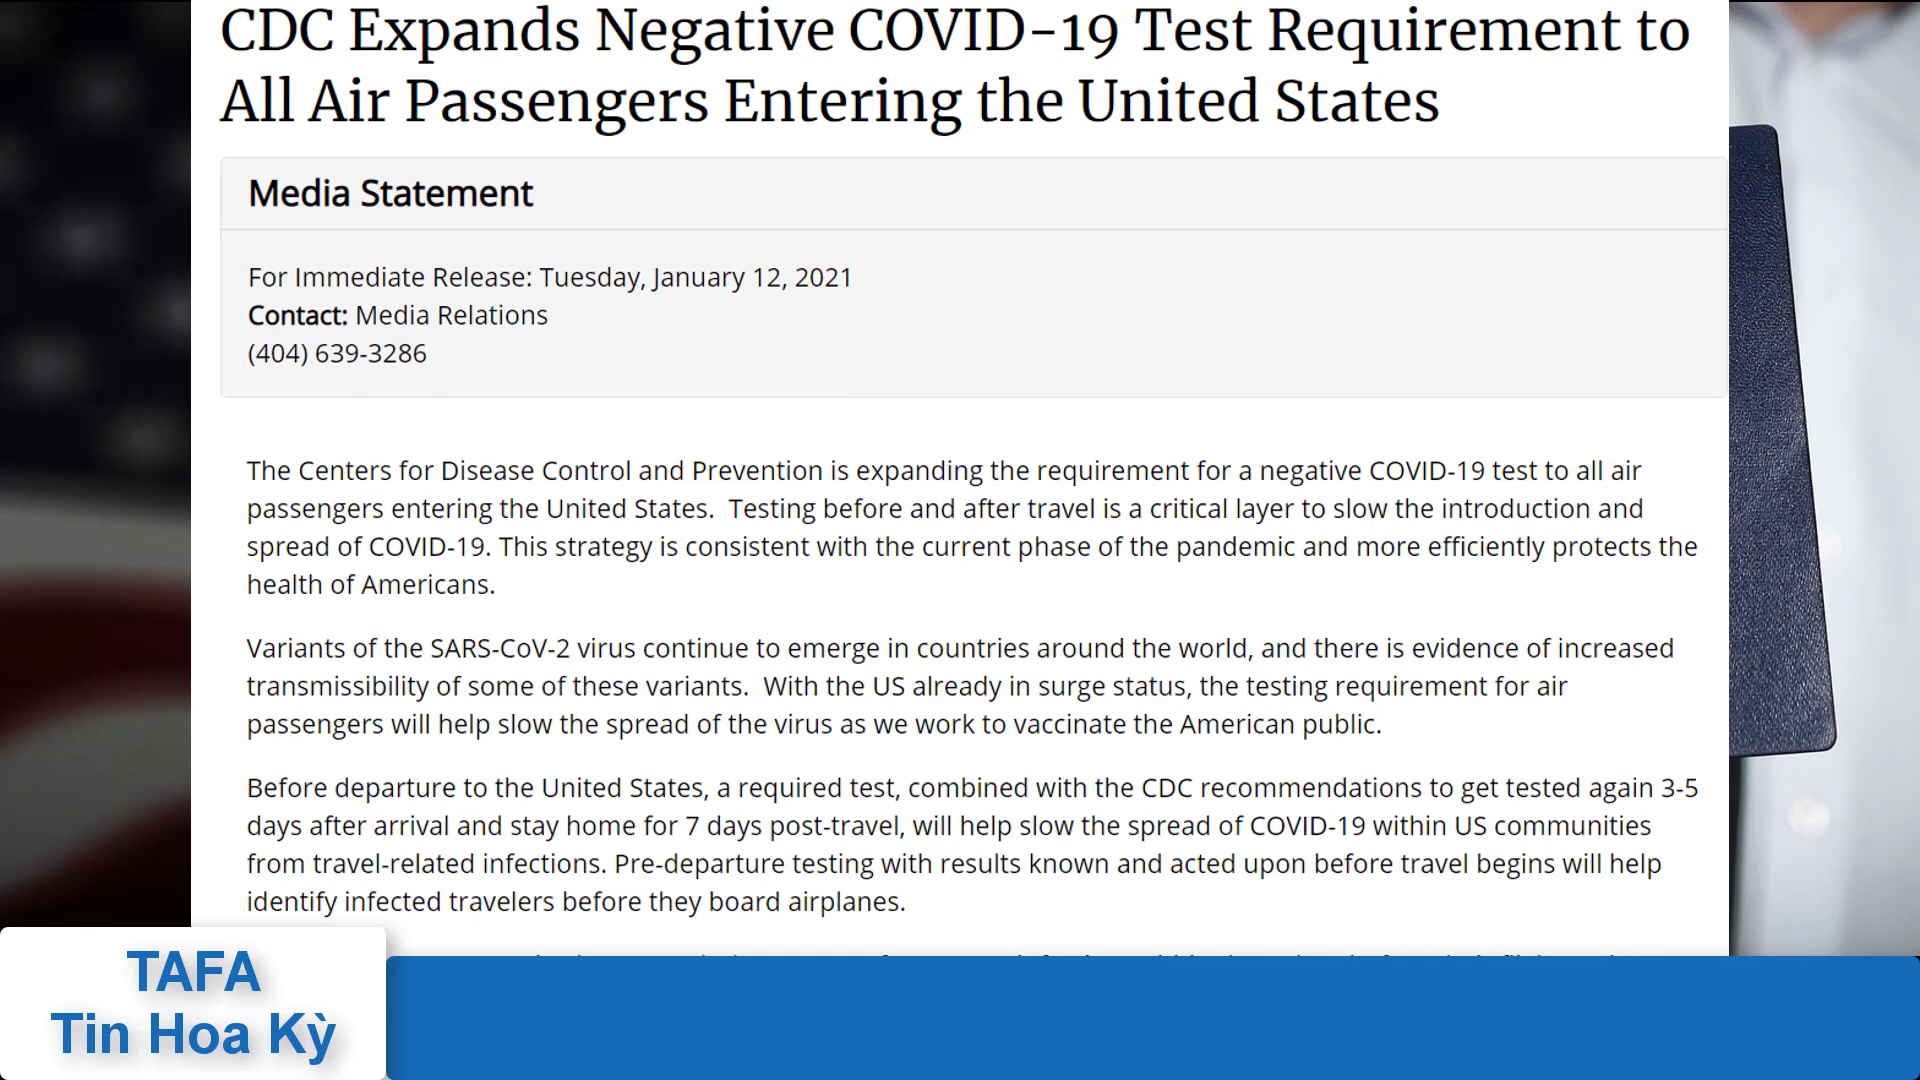 CDC Expands Negative COVID-19 Test Requirement to
All Air Passengers Entering the United States
Media Statement
For Immediate Release: Tuesday, January 12, 2021
Contact: Media Relations
(404) 639-3286
The Centers for Disease Control and Prevention is expanding the requirement for a negative COVID-19 test to all air
passengers entering the United States.  Testing before and after travel is a critical layer to slow the introduction and
spread of COVID-19. This strategy is consistent with the current phase of the pandemic and more efficiently protects the
health of Americans.
Variants of the SARS-CoV-2 virus continue to emerge in countries around the world, and there is evidence of increased
transmissibility of some of these variants.  With the US already in surge status, the testing requirement for air
passengers will help slow the spread of the virus as we work to vaccinate the American public.
Before departure to the United States, a required test, combined with the CDC recommendations to get tested again 3-5
days after arrival and stay home for 7 days post-travel, will help slow the spread of COVID-19 within US communities
from travel-related infections. Pre-departure testing with results known and acted upon before travel begins will help
identify infected travelers before they board airplanes.
TAFA
Tin Hoa Kỳ